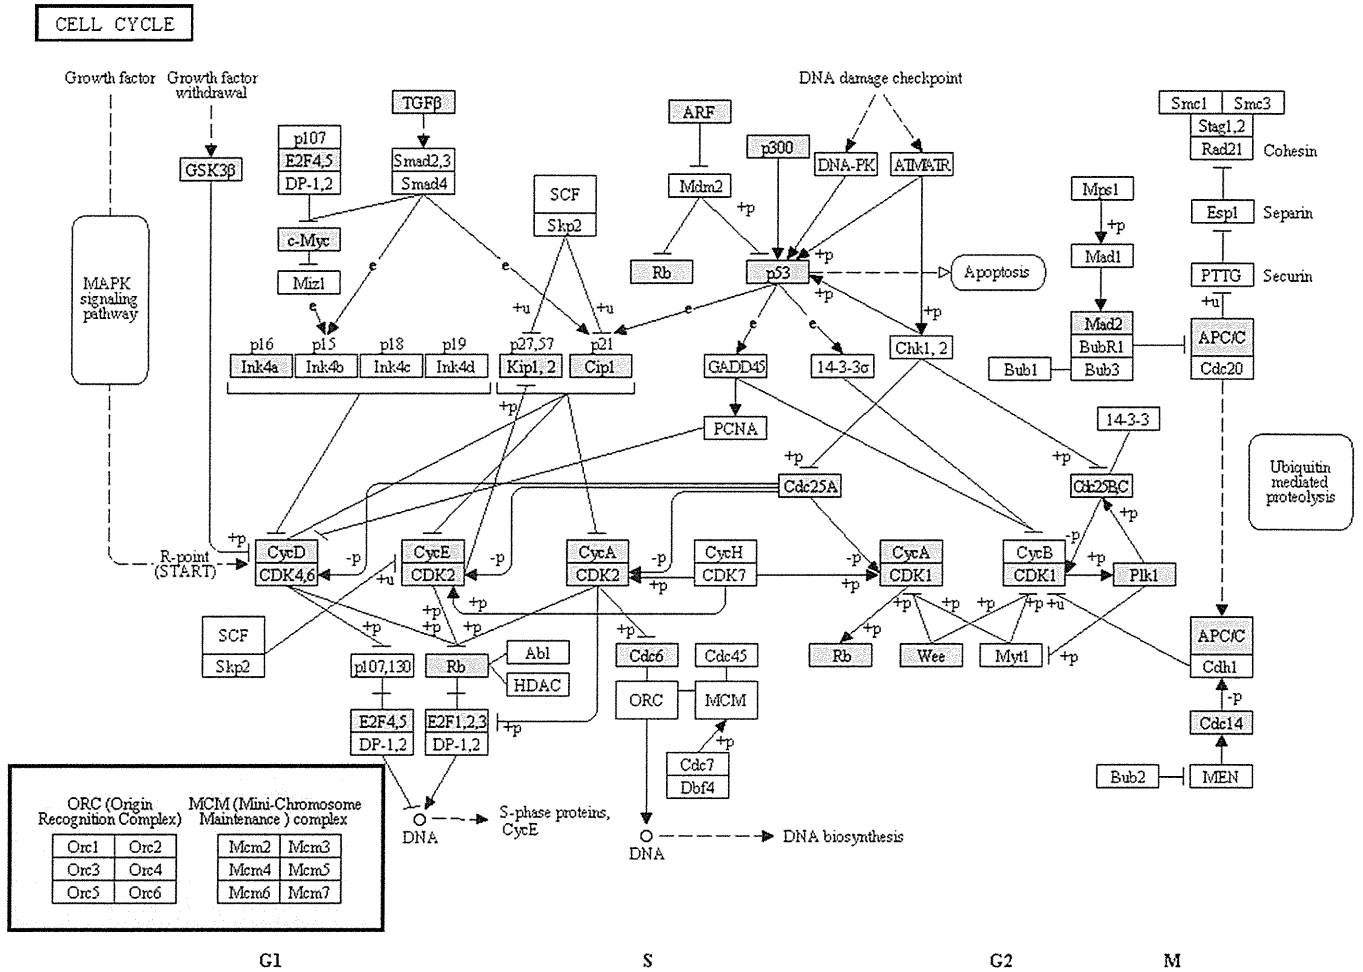 CELL CYCLE
Growth factor
Growth factor
withdrawal
TGFβ
ARF
DNA damage checkpoint
Smc1
Smc3
Stag1,2
Rad21
Cohesin
p107
E2F4,5
DP-1,2
GSK3β
Smad2,3
Smad4
SCF
Skp2
Mdm2
+p
p300
DNA-PK
ATM/ATR
Mps1
+p
Mad1
Esp1
Separin
c-Myc
Miz1
e
e
e
+u
+u
Rb
p53
+p
+p
Apoptosis
+p
PTTG
Securin
+u
MAPK
signaling
pathway
p16
Ink4a
p15
Ink4b
p18
Ink4c
p19
Ink4d
p27,57
Kip1, 2
p21
Cip1
e
e
e
GADD45
14-3-3σ
Chk1, 2
Mad2
BubR1
Bub3
Bub1
APC/C
Cdc20
+p
PCNA
14-3-3
+p
Cdc25A
+p
Cdc25B,C
Ubiquitin
mediated
proteolysis
R-point
(START)
+p
CycD
CDK4,6
-p
CycE
CDK2
+u
-p
CycA
CDK2
-p
+p
CycH
CDK7
-p
+p
CycA
CDK1
CycB
CDK1
-p
+p
+p
Plk1
+p
+p
+p
+p
+p
+p
+p
+p
+p
+p
+u
SCF
Skp2
p107,130
Rb
Abl
HDAC
Cdc6
Cdc45
Rb
Wee
Myt1
+p
APC/C
Cdh1
ORC
MCM
-p
E2F4,5
DP-1,2
E2F1,2,3
DP-1,2
+p
+p
Cdc7
Dbf4
Cdc14
Bub2
MEN
DNA
S-phase proteins,
CycE
DNA
DNA biosynthesis
ORC (Origin
Recognition Complex)
MCM (Mini-Chromosome
Maintenance ) complex
Orc1 Orc2
Orc3 Orc4
Orc5 Orc6
Mcm2 Mcm3
Mcm4 Mcm5
Mcm6 Mcm7
G1 S G2 M